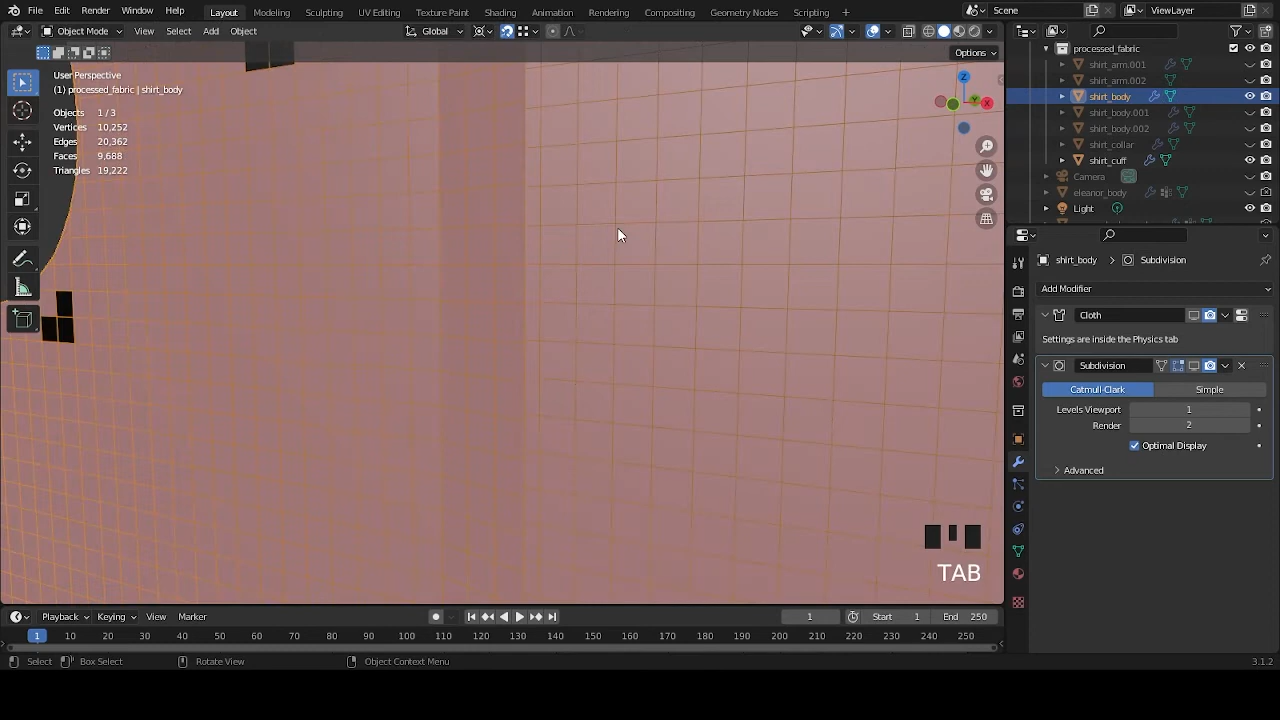 File Edit Render Window Help Layout Modeling Sculpting UV Editing Texture Paint Shading Animation Rendering Compositing Geometry Nodes Scripting + Scene ViewLayer
Object Mode View Select Add Object Global
Options
User Perspective
(1) processed_fabric | shirt_body
Objects 1 / 3
Vertices 10,252
Edges 20,362
Faces 9,688
Triangles 19,222
Z
Y
X
TAB
processed_fabric
shirt_arm.001
shirt_arm.002
shirt_body
shirt_body.001
shirt_body.002
shirt_collar
shirt_cuff
Camera
eleanor_body
Light
shirt_body > Subdivision
Add Modifier
Cloth
Settings are inside the Physics tab
Subdivision
Catmull-Clark Simple
Levels Viewport 1
Render 2
Optimal Display
Advanced
Playback Keying View Marker 1 Start 1 End 250
1 10 20 30 40 50 60 70 80 90 100 110 120 130 140 150 160 170 180 190 200 210 220 230 240 250
Select Box Select Rotate View Object Context Menu 3.1.2